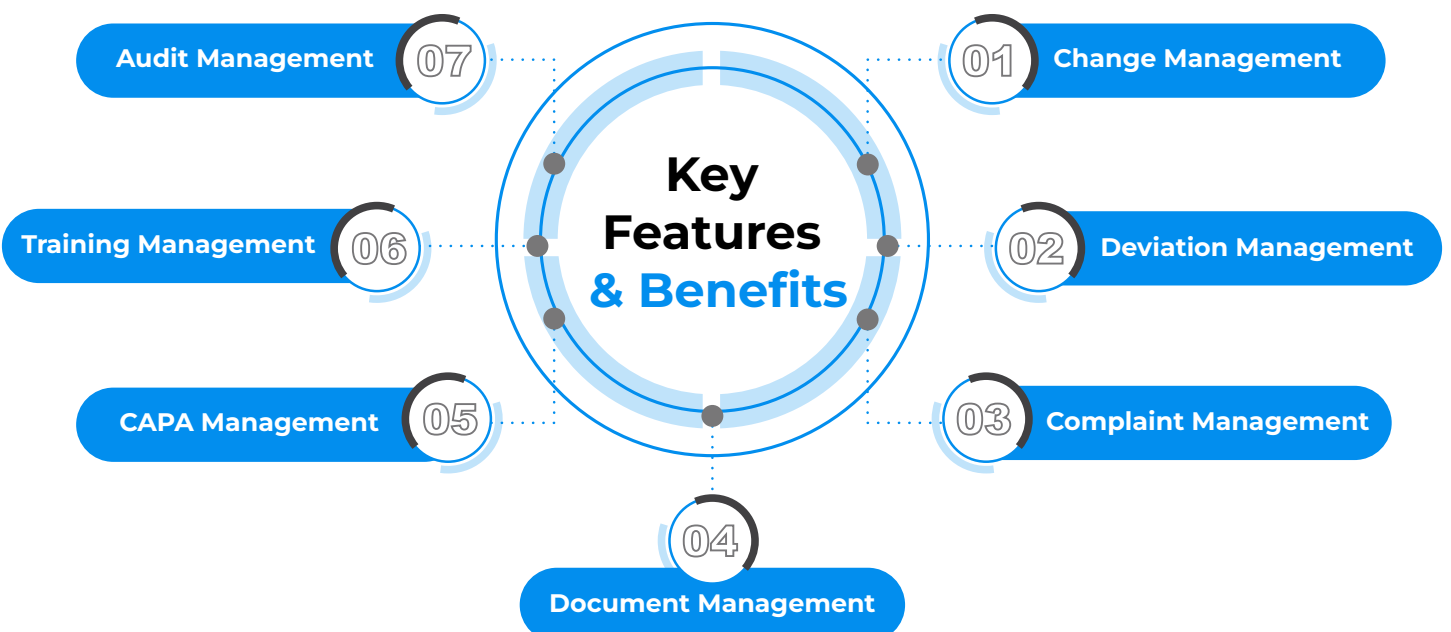 Key
Features
& Benefits
01
Change Management
02
Deviation Management
03
Complaint Management
04
Document Management
05
CAPA Management
06
Training Management
07
Audit Management